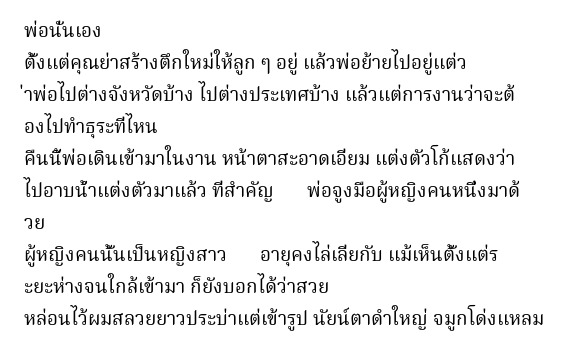 พ่อนั่นเอง
ตั้งแต่คุณย่าสร้างตึกใหม่ให้ลูก ๆ อยู่ แล้วพ่อย้ายไปอยู่แต่ว
่าพ่อไปต่างจังหวัดบ้าง ไปต่างประเทศบ้าง แล้วแต่การงานว่าจะต้
องไปทำธุระที่ไหน
คืนนี้พ่อเดินเข้ามาในงาน หน้าตาสะอาดเอี่ยม แต่งตัวโก้แสดงว่า
ไปอาบน้ำแต่งตัวมาแล้ว ที่สำคัญ พ่อจูงมือผู้หญิงคนหนึ่งมาด้
วย
ผู้หญิงคนนั้นเป็นหญิงสาว อายุคงไล่เลี่ยกับ แม้เห็นตั้งแต่ร
ะยะห่างจนใกล้เข้ามา ก็ยังบอกได้ว่าสวย
หล่อนไว้ผมสลวยยาวประบ่าแต่เข้ารูป นัยน์ตาดำใหญ่ จมูกโด่งแหลม